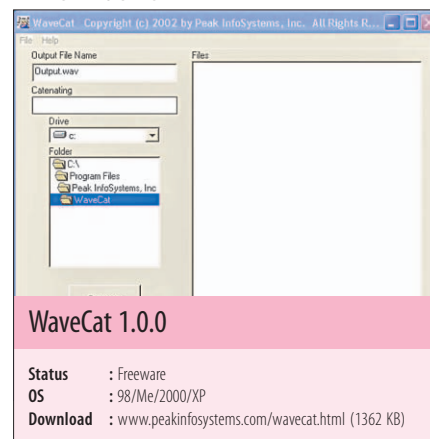 WaveCat Copyright (c) 2002 by Peak InfoSystems, Inc. All Rights R...
File Help
Output File Name
Files
Output.wav
Catenating
Drive
c:
Folder
C:\
Program Files
Peak InfoSystems, Inc
WaveCat
WaveCat 1.0.0
Status : Freeware
OS : 98/Me/2000/XP
Download : www.peakinfosystems.com/wavecat.html (1362 KB)